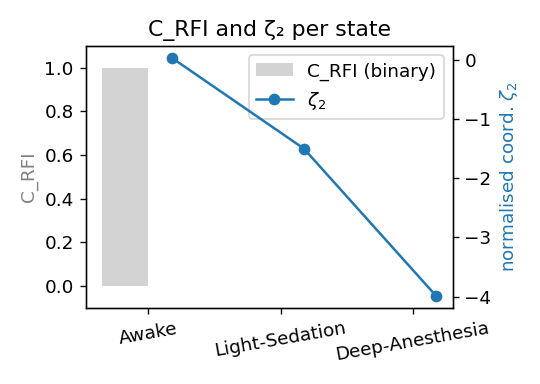 C_RFI and ζ₂ per state
C_RFI (binary)
ζ₂
1.0
0.8
0.6
0.4
0.2
0.0
C_RFI
0
−1
−2
−3
−4
normalised coord. ζ₂
Awake
Light-Sedation
Deep-Anesthesia